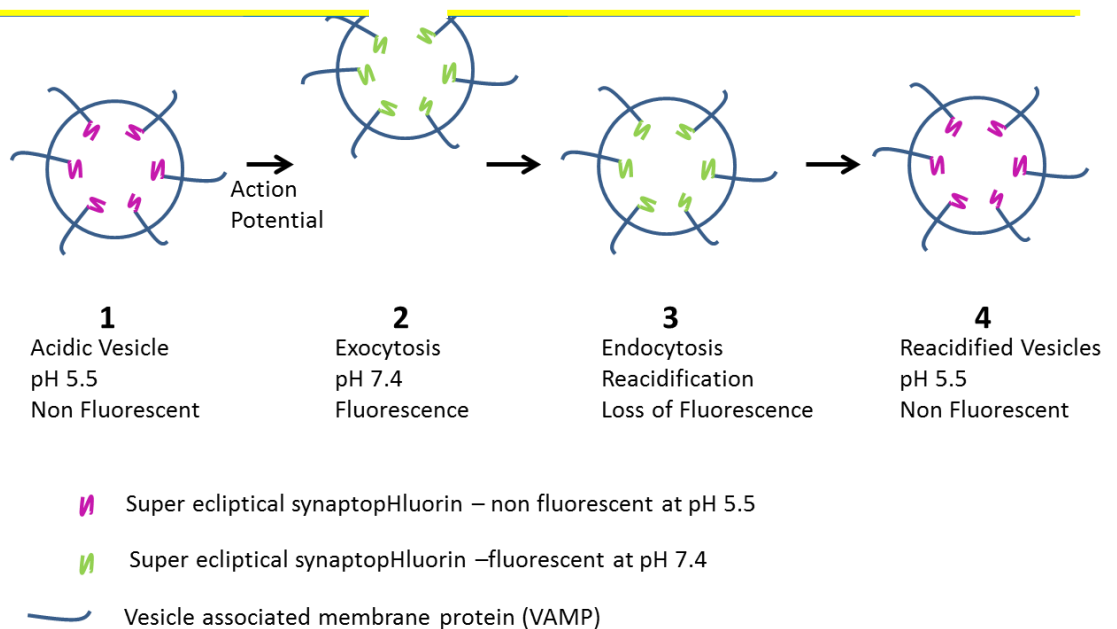 Action
Potential
1
Acidic Vesicle
pH 5.5
Non Fluorescent
2
Exocytosis
pH 7.4
Fluorescence
3
Endocytosis
Reacidification
Loss of Fluorescence
4
Reacidified Vesicles
pH 5.5
Non Fluorescent
Super ecliptical synaptopHluorin – non fluorescent at pH 5.5
Super ecliptical synaptopHluorin –fluorescent at pH 7.4
Vesicle associated membrane protein (VAMP)